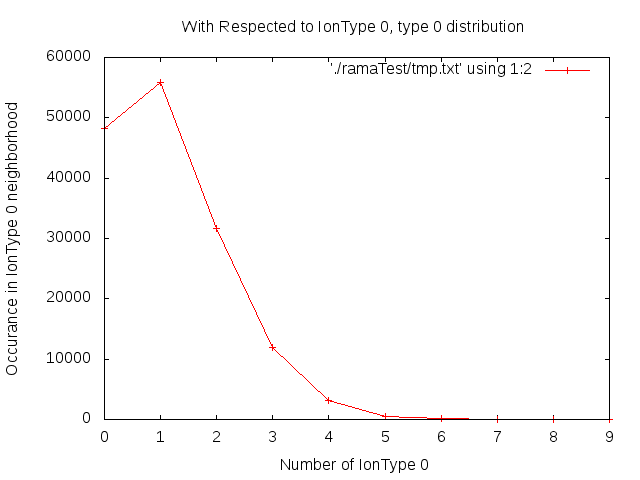 With Respected to IonType 0, type 0 distribution
60000
'./ramaTest/tmp.txt' using 1:2
50000
40000
30000
20000
10000
0
Occurance in IonType 0 neighborhood
0 1 2 3 4 5 6 7 8 9
Number of IonType 0